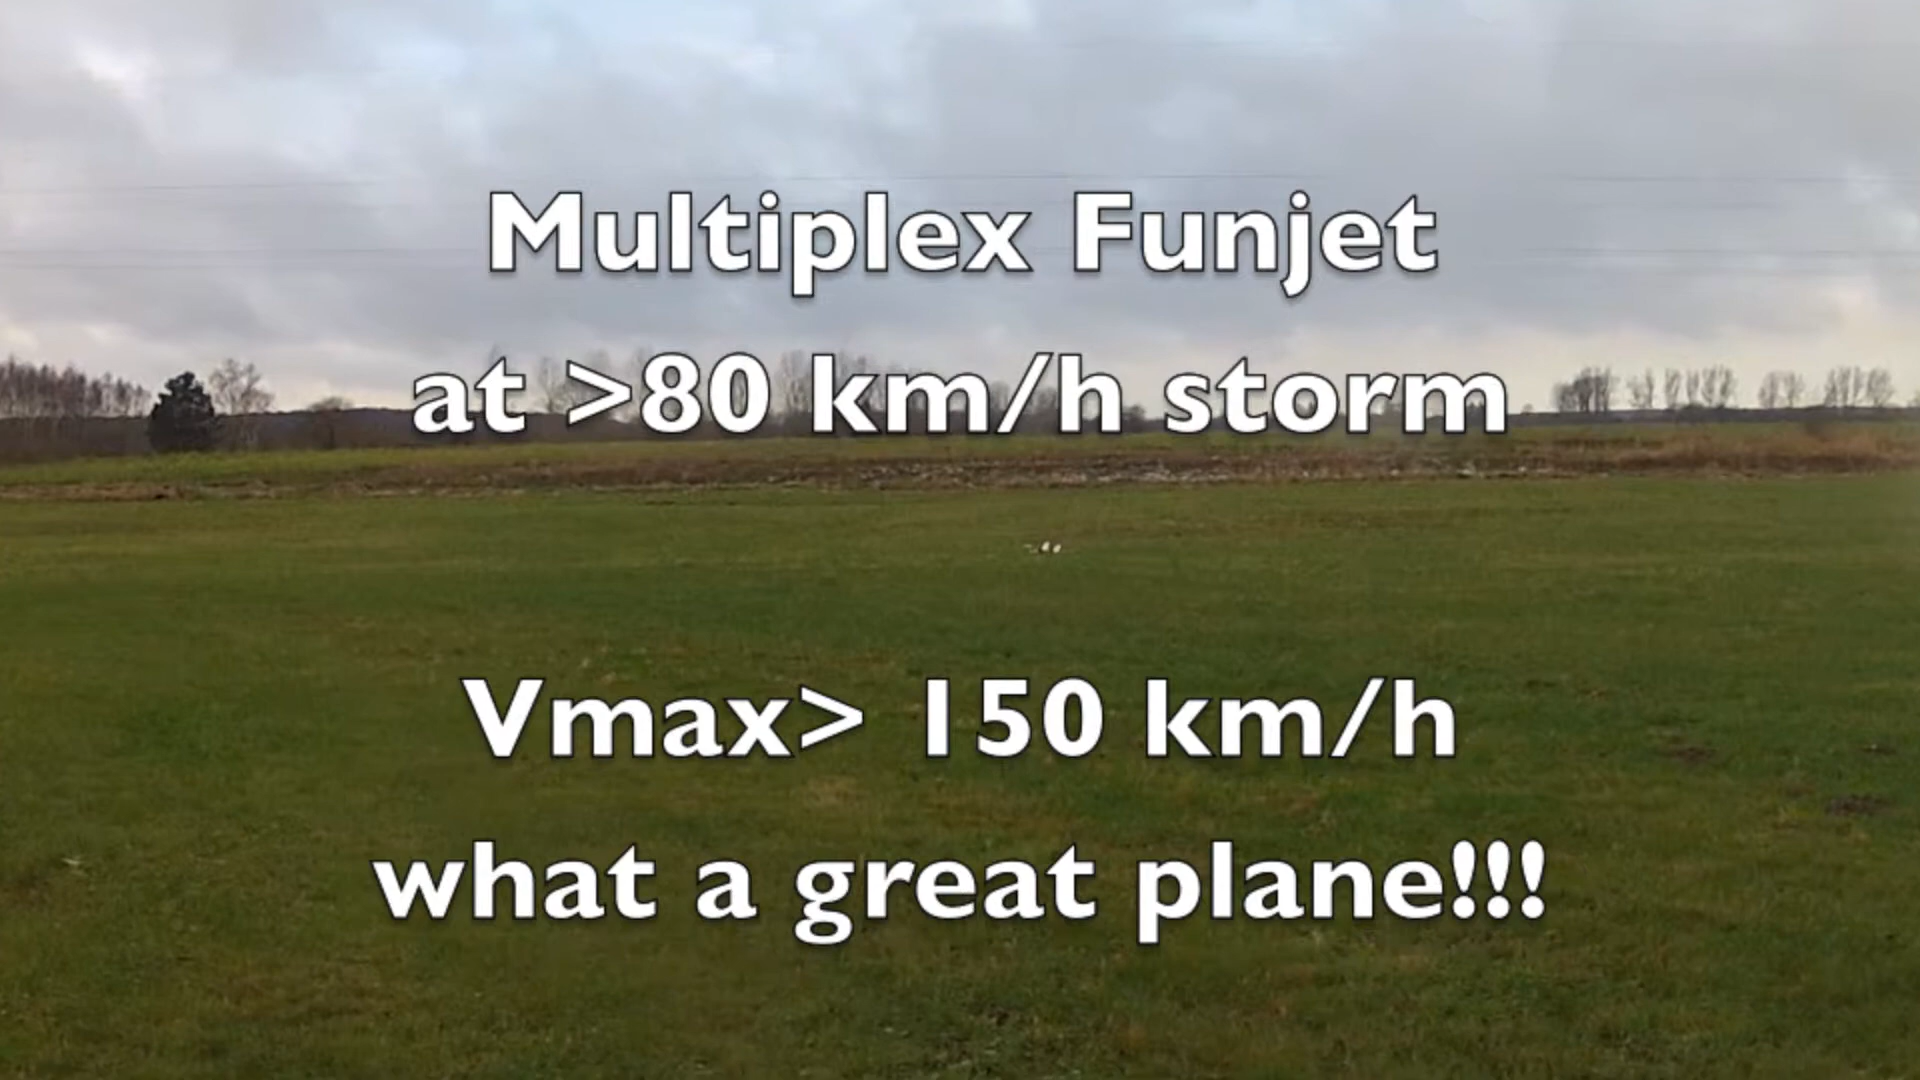 Multiplex Funjet
at >80 km/h storm
Vmax> 150 km/h
what a great plane!!!